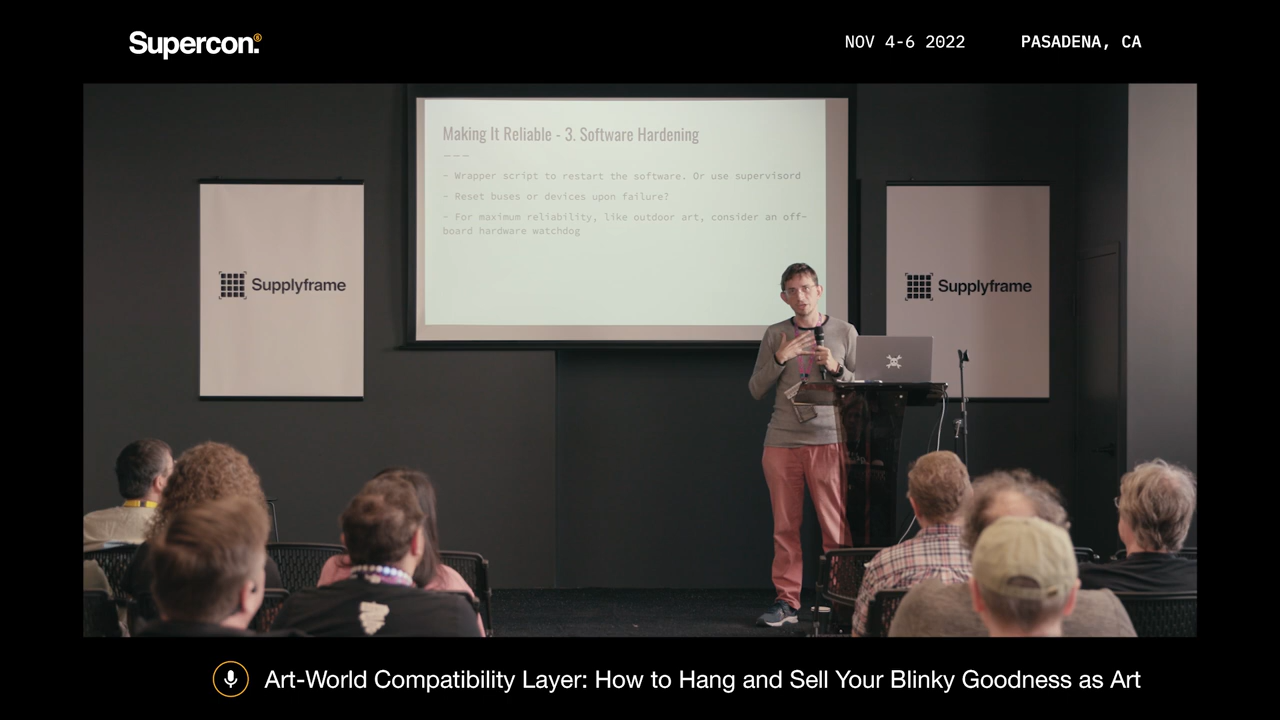 Supercon.6
NOV 4-6 2022
PASADENA, CA
Making It Reliable - 3. Software Hardening
---
- Wrapper script to restart the software. Or use supervisord
- Reset buses or devices upon failure?
- For maximum reliability, like outdoor art, consider an off-
board hardware watchdog
Supplyframe
Supplyframe
Art-World Compatibility Layer: How to Hang and Sell Your Blinky Goodness as Art